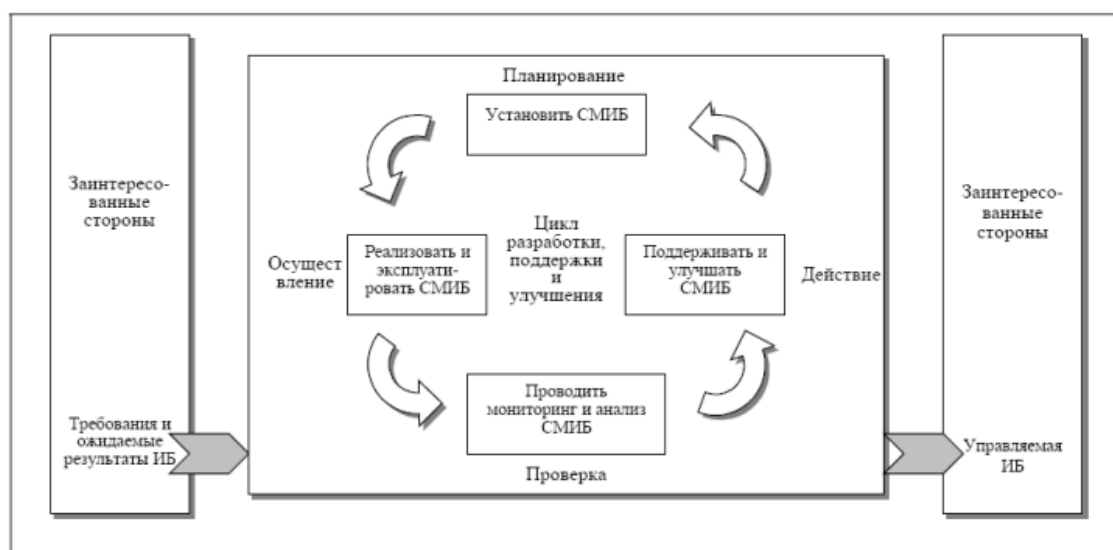 Заинтересо-
ванные
стороны
Требования и
ожидаемые
результаты ИБ
Планирование
Установить СМИБ
Осущест
вление
Реализовать и
эксплуати-
ровать СМИБ
Цикл
разработки,
поддержки
и
улучшения
Поддерживать и
улучшать
СМИБ
Действие
Проводить
мониторинг и анализ
СМИБ
Проверка
Заинтересо-
ванные
стороны
Управляемая
ИБ